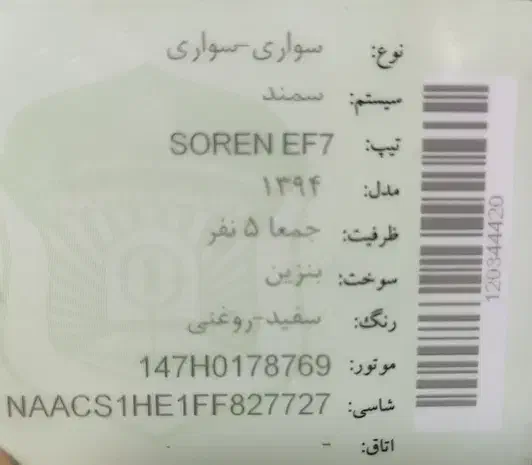 نوع: سواری-سواری
سیستم: سمند
تیپ: SOREN EF7
مدل: ۱۳۹۴
ظرفیت: جمعا ۵ نفر
سوخت: بنزین
رنگ: سفید-روغنی
موتور: 147H0178769
شاسی: NAACS1HE1FF827727
اتاق: -
120344420